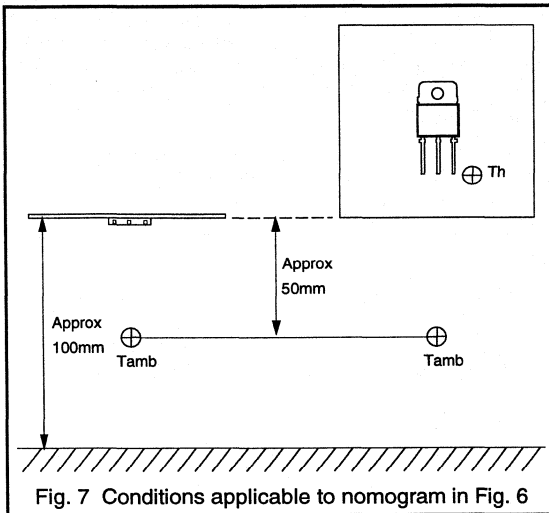 Th
Approx
50mm
Approx
100mm
Tamb
Tamb
Fig. 7 Conditions applicable to nomogram in Fig. 6